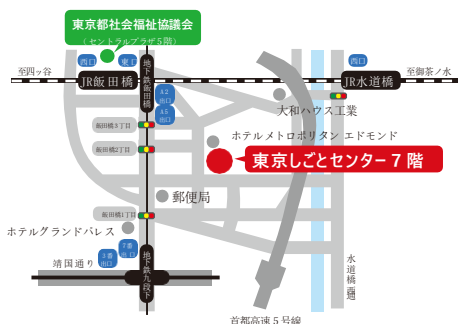 東京都社会福祉協議会
(セントラルプラザ5階)
西口
東口
西口
至四ッ谷
JR飯田橋
地下鉄飯田橋
JR水道橋
至御茶ノ水
A2
出口
A5
出口
大和ハウス工業
飯田橋3丁目
ホテルメトロポリタン エドモンド
飯田橋2丁目
東京しごとセンター7階
郵便局
飯田橋1丁目
ホテルグランドパレス
7番
出口
3番
出口
靖国通り
地下鉄九段下
水道橋西通
首都高速5号線